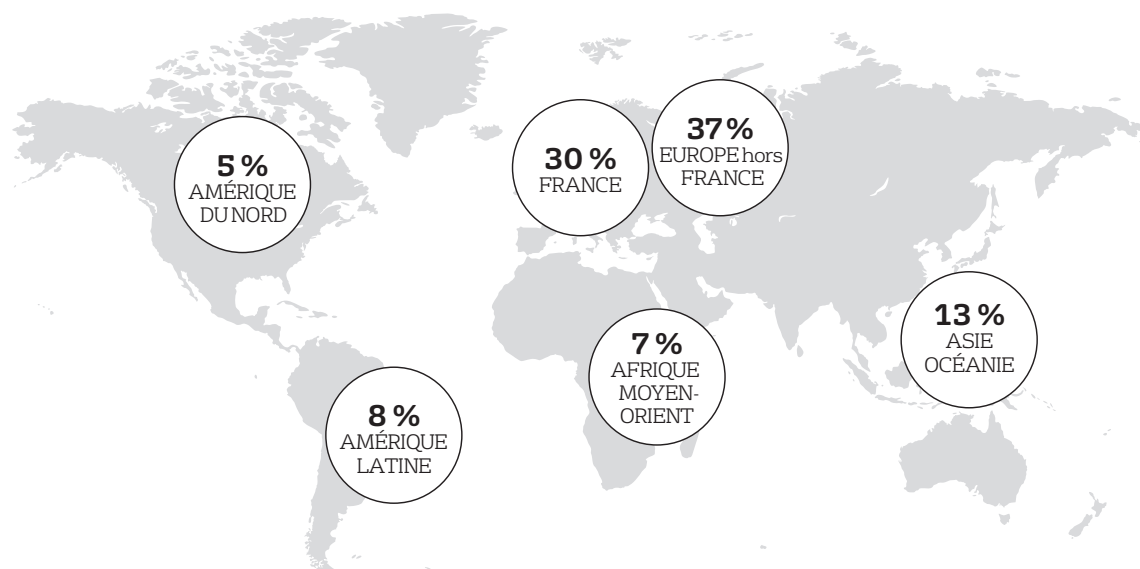 5 %
AMÉRIQUE
DU NORD
30 %
FRANCE
37 %
EUROPE hors
FRANCE
8 %
AMÉRIQUE
LATINE
7 %
AFRIQUE
MOYEN-
ORIENT
13 %
ASIE
OCÉANIE